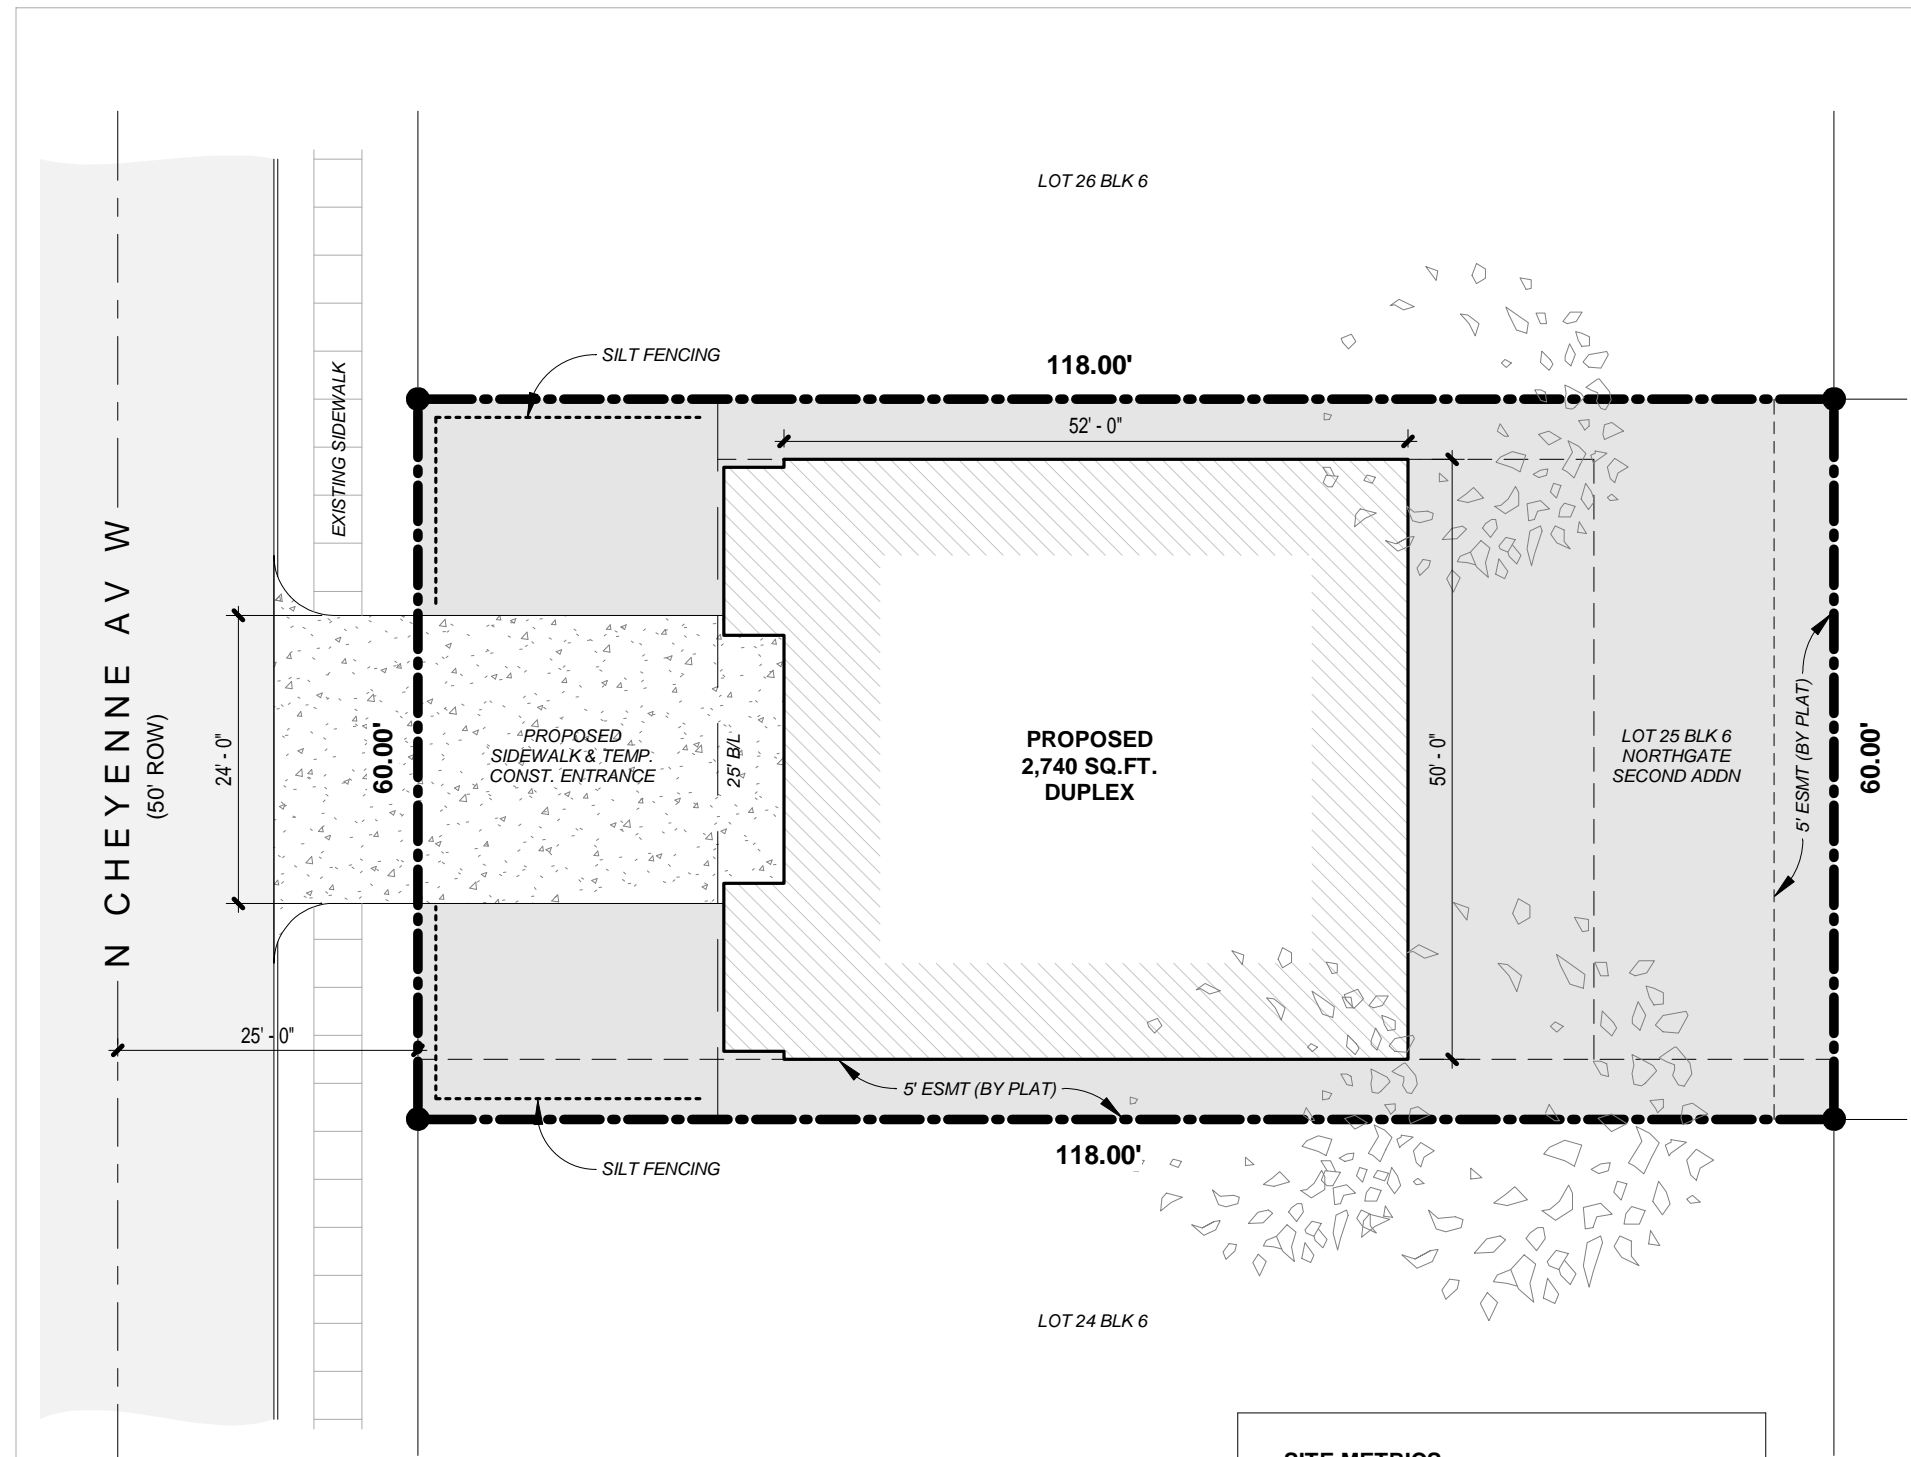 LOT 26 BLK 6
SILT FENCING
118.00'
EXISTING SIDEWALK
52' - 0"
N CHEYENNE AV W
(50' ROW)
24' - 0"
60.00'
PROPOSED
SIDEWALK & TEMP.
CONST. ENTRANCE
25' B/L
PROPOSED
2,740 SQ.FT.
DUPLEX
50' - 0"
LOT 25 BLK 6
NORTHGATE
SECOND ADDN
5' ESMT (BY PLAT)
60.00'
25' - 0"
5' ESMT (BY PLAT)
118.00'
SILT FENCING
LOT 24 BLK 6
SITE METRICS